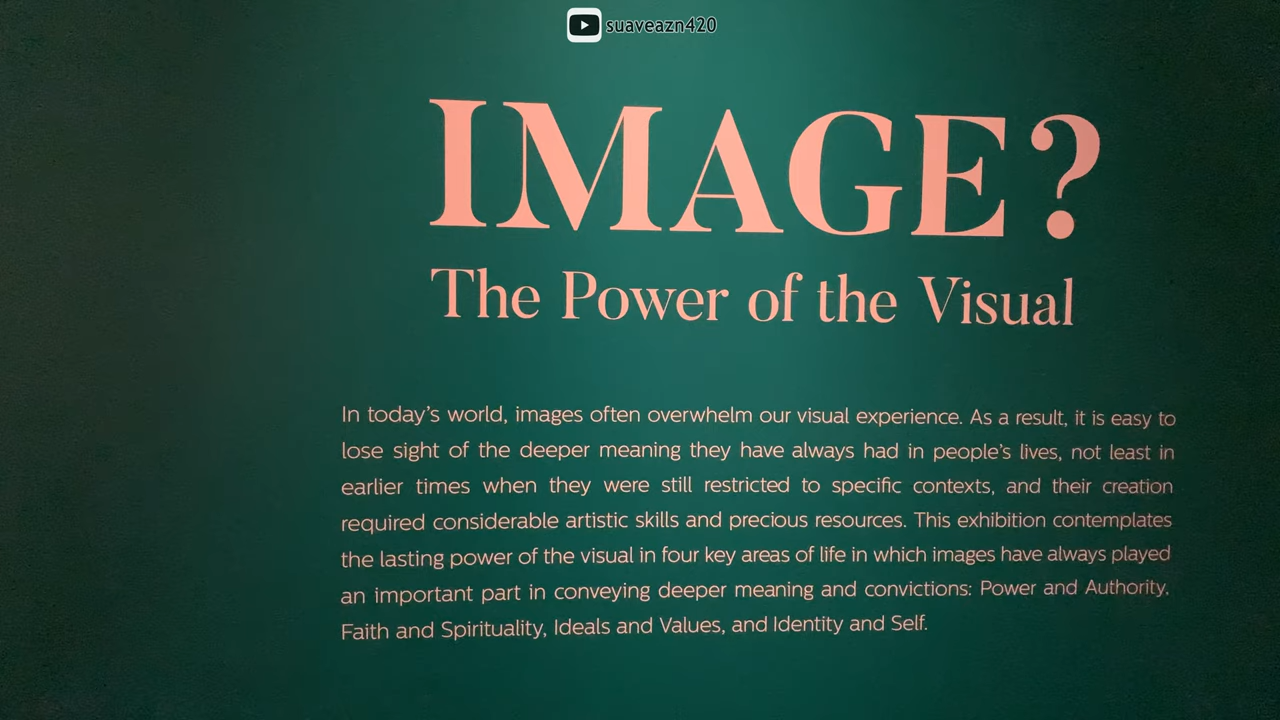 suaveazn420
IMAGE?
The Power of the Visual
In today's world, images often overwhelm our visual experience. As a result, it is easy to
lose sight of the deeper meaning they have always had in people's lives, not least in
earlier times when they were still restricted to specific contexts, and their creation
required considerable artistic skills and precious resources. This exhibition contemplates
the lasting power of the visual in four key areas of life in which images have always played
an important part in conveying deeper meaning and convictions: Power and Authority,
Faith and Spirituality, Ideals and Values, and Identity and Self.